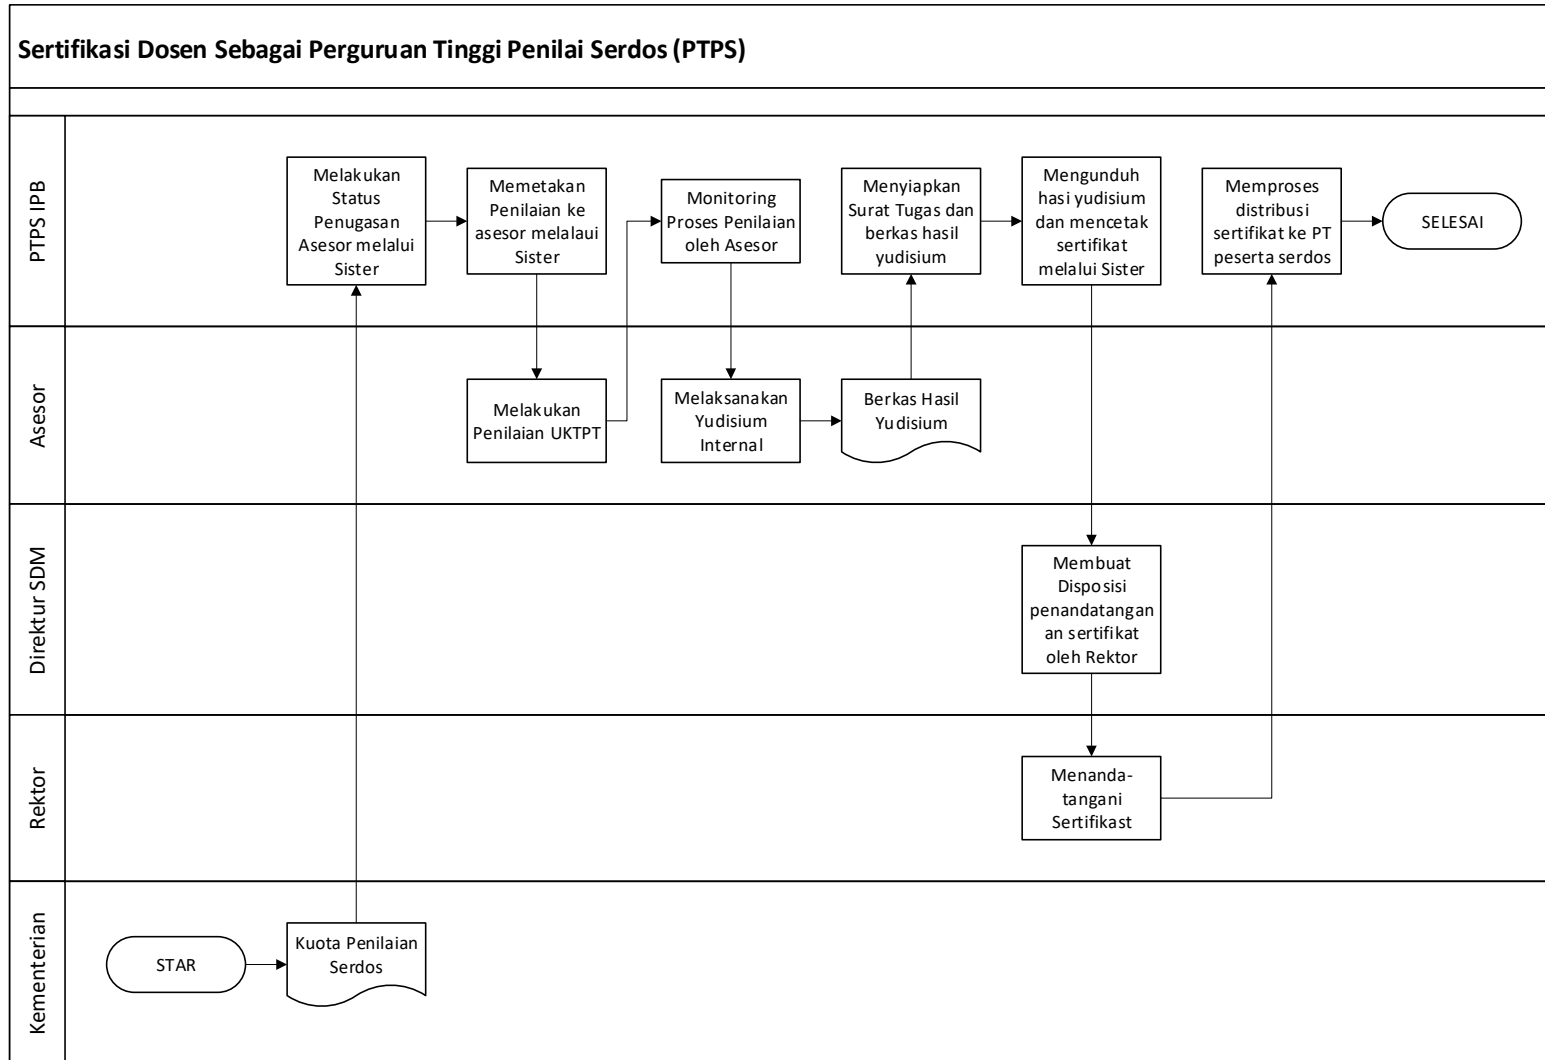 Sertifikasi Dosen Sebagai Perguruan Tinggi Penilai Serdos (PTPS)
PTPS IPB
Melakukan
Status
Penugasan
Asesor melalui
Sister
Memetakan
Penilaian ke
asesor melalaui
Sister
Monitoring
Proses Penilaian
oleh Asesor
Menyiapkan
Surat Tugas dan
berkas hasil
yudisium
Mengunduh
hasi yudisium
dan mencetak
sertifikat
melalui Sister
Memproses
distribusi
sertifikat ke PT
peserta serdos
SELESAI
Asesor
Melakukan
Penilaian UKTPT
Melaksanakan
Yudisium
Internal
Berkas Hasil
Yudisium
Direktur SDM
Membuat
Disposisi
penandatangan
an sertifikat
oleh Rektor
Rektor
Menanda-
tangani
Sertifikast
Kementerian
STAR
Kuota Penilaian
Serdos